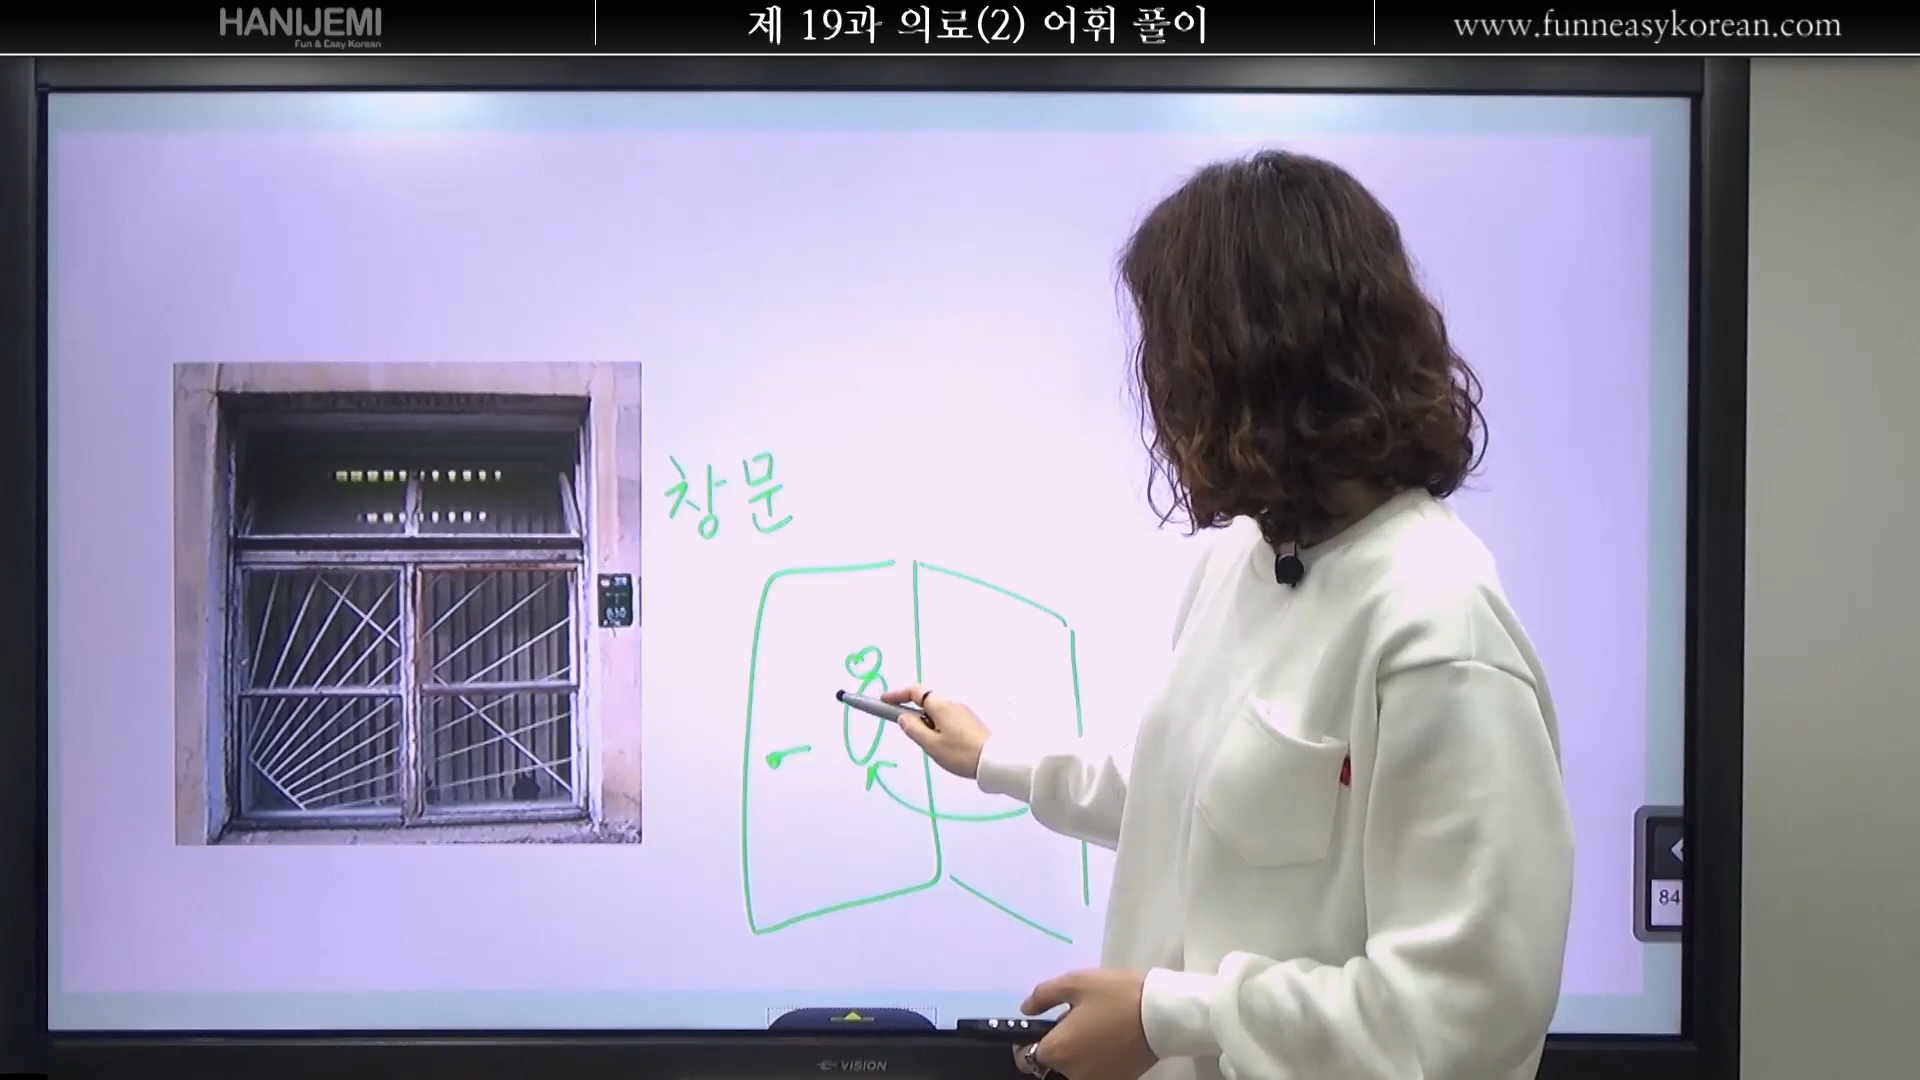 HANIJEMI
Fun & Easy Korean
제 19과 의료(2) 어휘 풀이
www.funneasykorean.com
창문
84
VISION